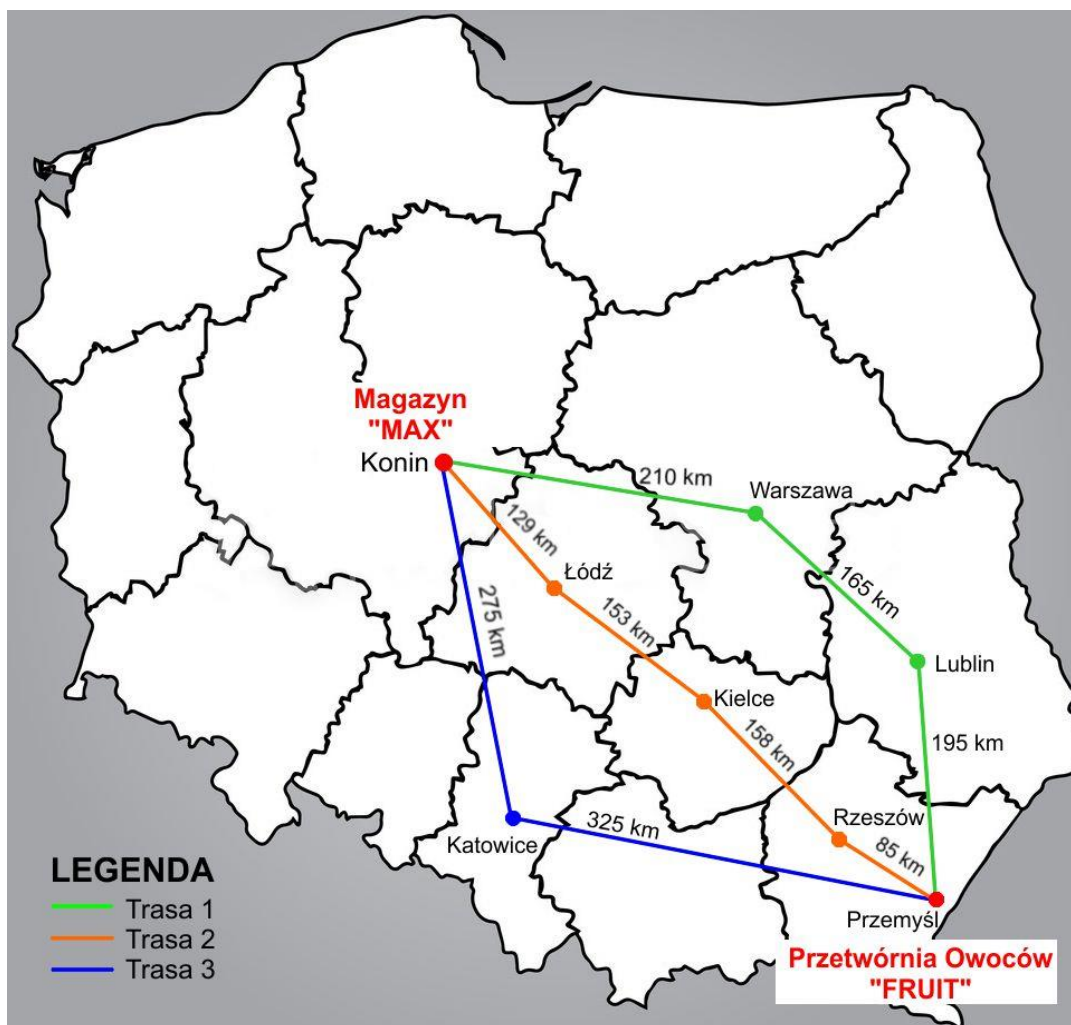 Magazyn
"MAX"
Konin
210 km
Warszawa
129 km
Łódź
165 km
275 km
153 km
Lublin
Kielce
158 km
195 km
325 km
Rzeszów
Katowice
85 km
LEGENDA
Trasa 1
Trasa 2
Trasa 3
Przemyśl
Przetwórnia Owoców
"FRUIT"